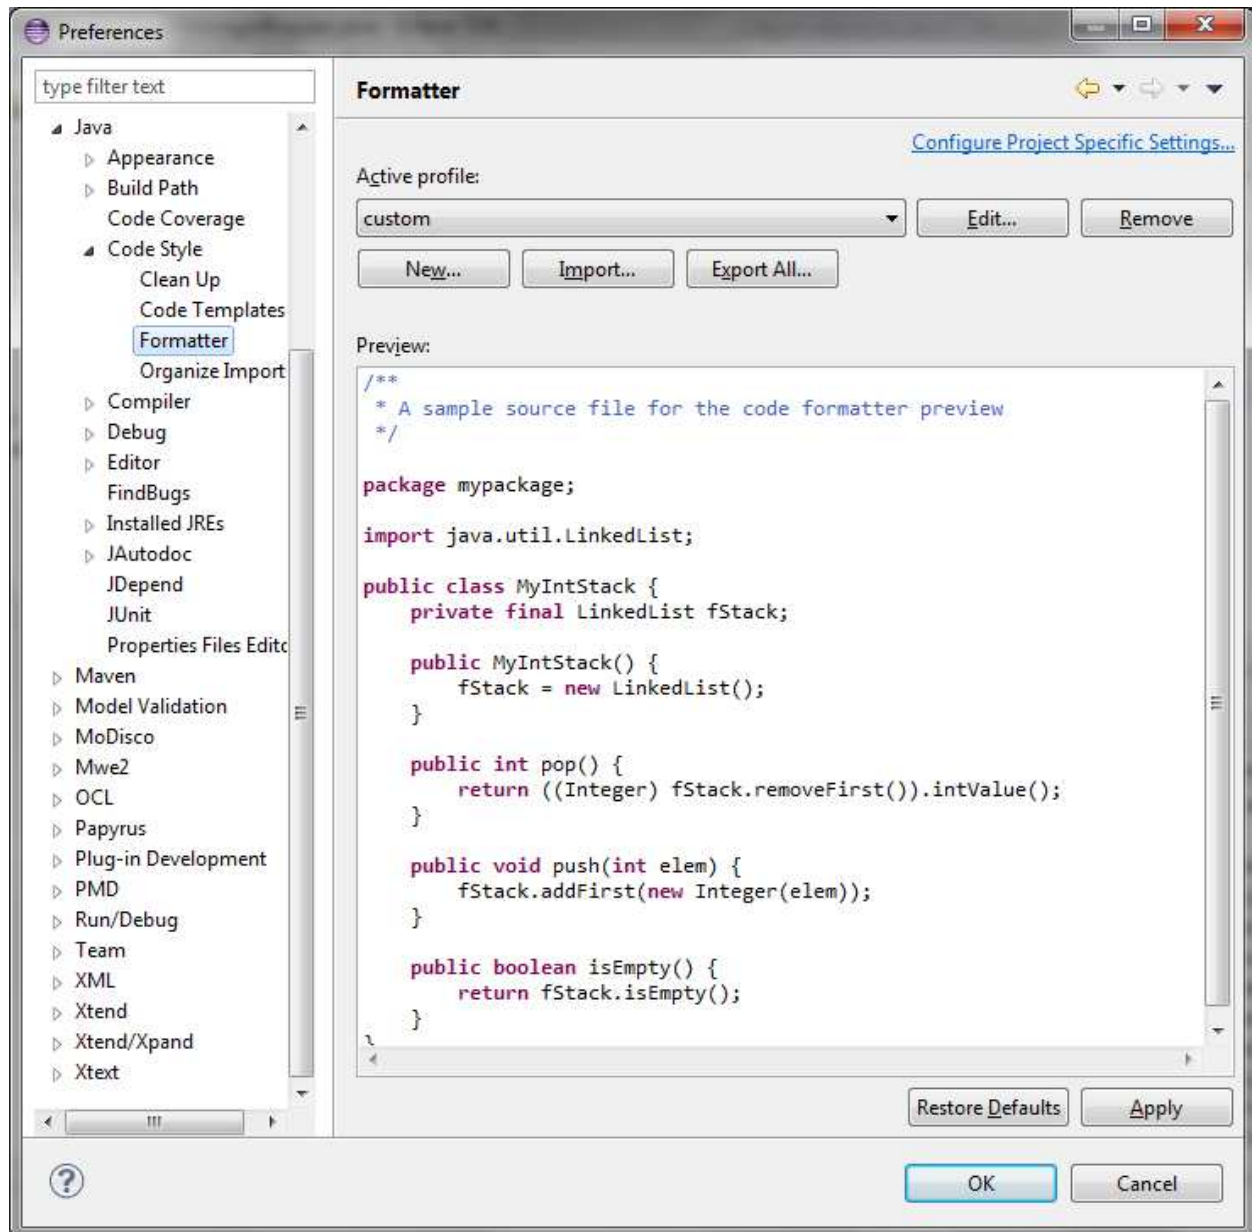 Preferences
type filter text
Java
Appearance
Build Path
Code Coverage
Code Style
Clean Up
Code Templates
Formatter
Organize Import
Compiler
Debug
Editor
FindBugs
Installed JREs
JAutodoc
JDepend
JUnit
Properties Files Edito
Maven
Model Validation
MoDisco
Mwe2
OCL
Papyrus
Plug-in Development
PMD
Run/Debug
Team
XML
Xtend
Xtend/Xpand
Xtext
Formatter
Configure Project Specific Settings...
Active profile:
custom
Edit...
Remove
New...
Import...
Export All...
Preview:
/**
 * A sample source file for the code formatter preview
 */
package mypackage;
import java.util.LinkedList;
public class MyIntStack {
    private final LinkedList fStack;
    public MyIntStack() {
        fStack = new LinkedList();
    }
    public int pop() {
        return ((Integer) fStack.removeFirst()).intValue();
    }
    public void push(int elem) {
        fStack.addFirst(new Integer(elem));
    }
    public boolean isEmpty() {
        return fStack.isEmpty();
    }
}
Restore Defaults
Apply
?
OK
Cancel